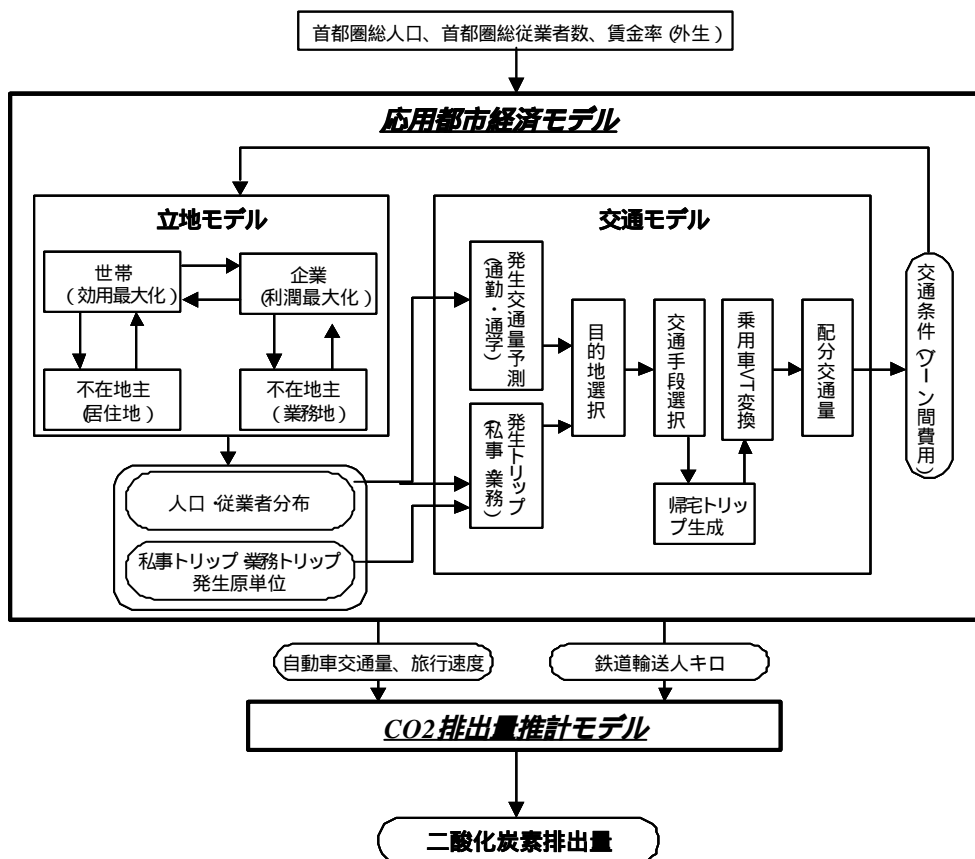 首都圏総人口、首都圏総従業者数、賃金率(外生)
応用都市経済モデル
立地モデル
世帯
(効用最大化)
企業
(利潤最大化)
不在地主
(居住地)
不在地主
(業務地)
人口・従業者分布
私事トリップ・業務トリップ
発生原単位
交通モデル
発生交通量予測
(通勤・通学)
発生トリップ
(私事・業務)
目的地選択
交通手段選択
帰宅トリッ
プ生成
乗用車VT変換
配分交通量
交通条件(ゾーン間費用)
自動車交通量、旅行速度
鉄道輸送人キロ
CO2排出量推計モデル
二酸化炭素排出量